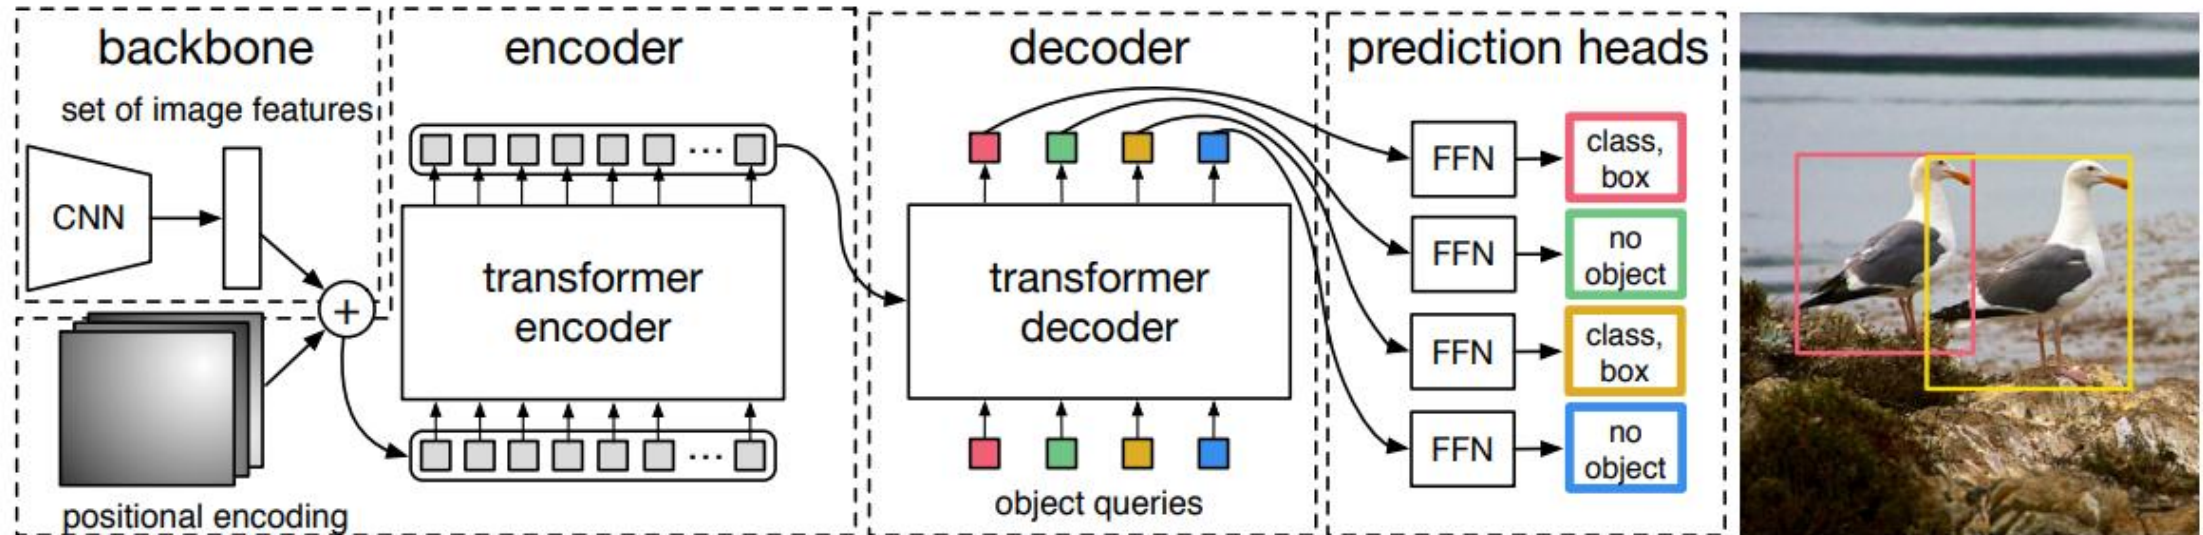 backbone
set of image features
CNN
+
positional encoding
encoder
...
transformer
encoder
...
decoder
transformer
decoder
object queries
prediction heads
FFN
class,
box
FFN
no
object
FFN
class,
box
FFN
no
object